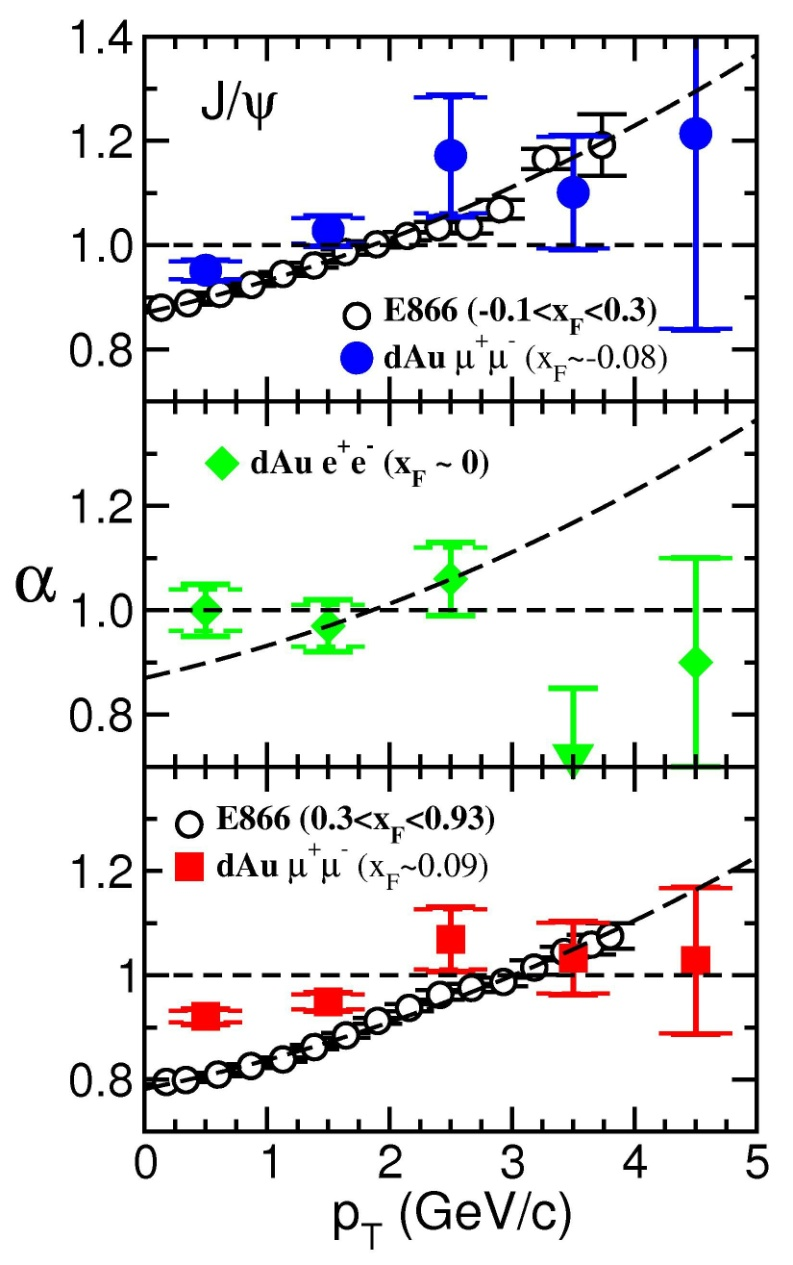 1.4
J/ψ
1.2
1.0
E866 (-0.1<x_F<0.3)
dAu μ⁺μ⁻ (x_F~-0.08)
0.8
dAu e⁺e⁻ (x_F ~ 0)
1.2
α
1.0
0.8
E866 (0.3<x_F<0.93)
dAu μ⁺μ⁻ (x_F~0.09)
1.2
1
0.8
0 1 2 3 4 5
p_T (GeV/c)